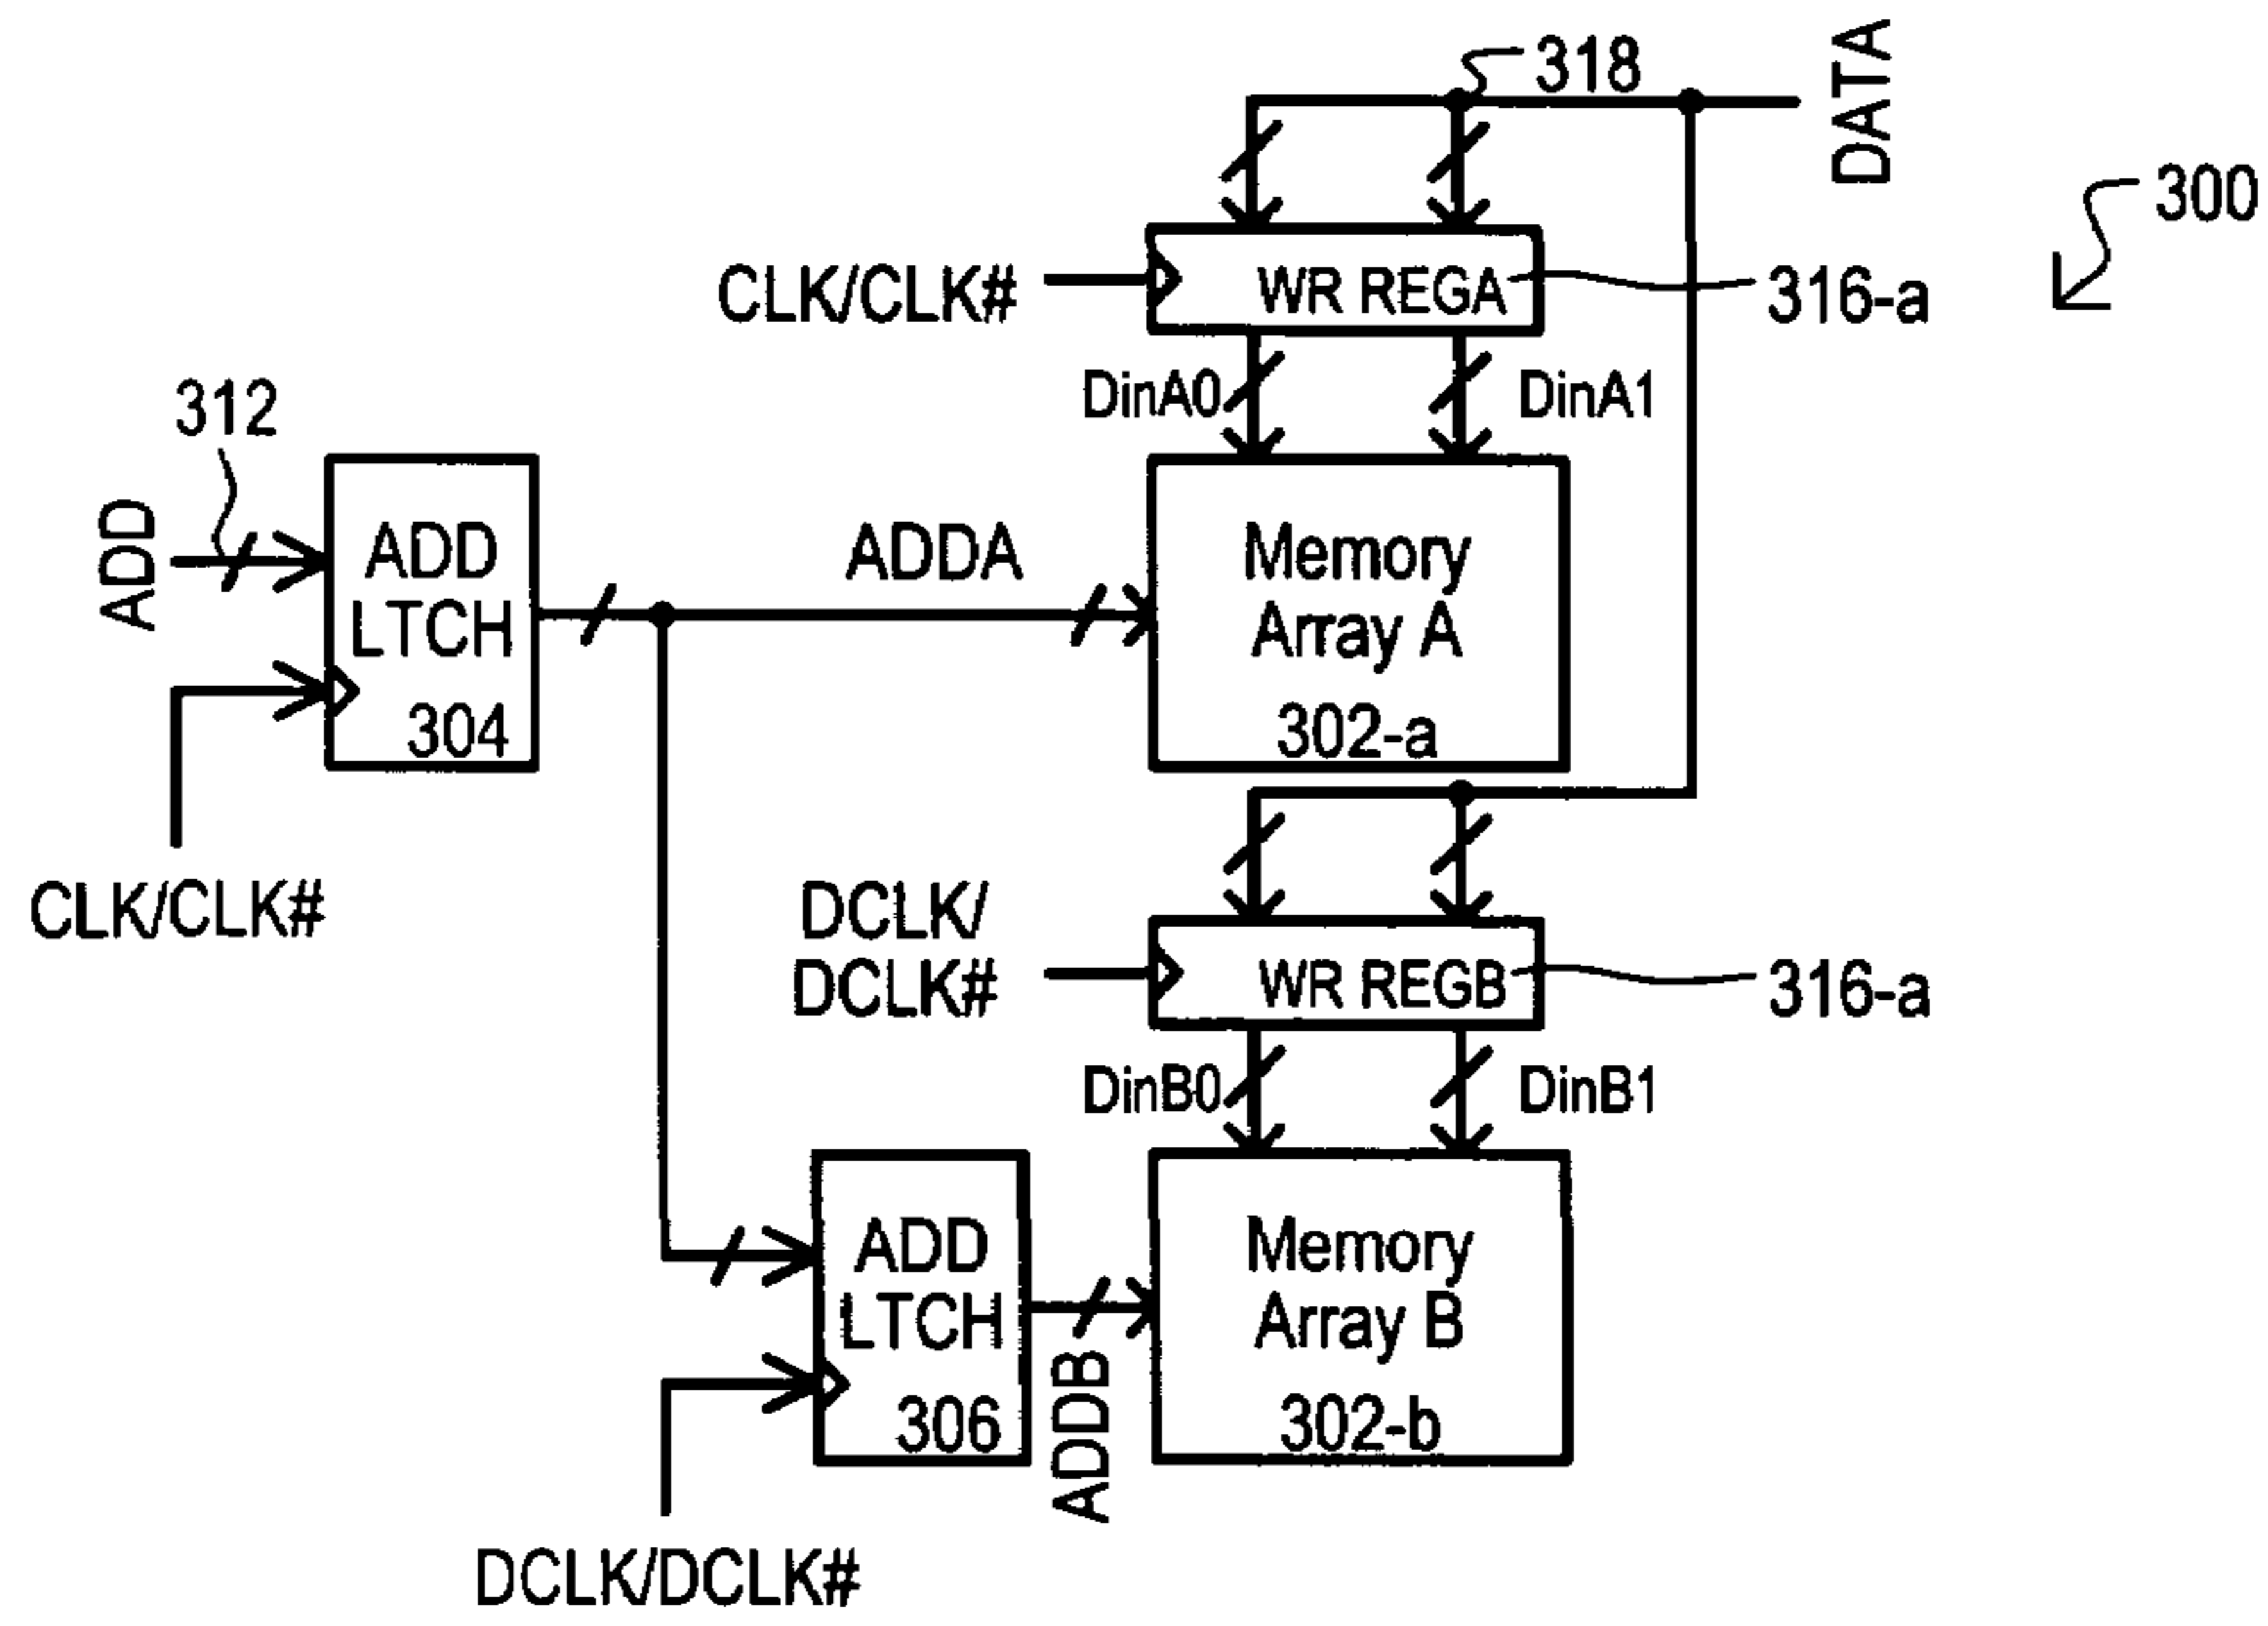 318
DATA
300
CLK/CLK#
WR REGA
316-a
DinA0
DinA1
312
ADD
ADD
LTCH
304
ADDA
Memory
Array A
302-a
CLK/CLK#
DCLK/
DCLK#
WR REGB
316-a
DinB0
DinB1
ADD
LTCH
306
ADDB
Memory
Array B
302-b
DCLK/DCLK#